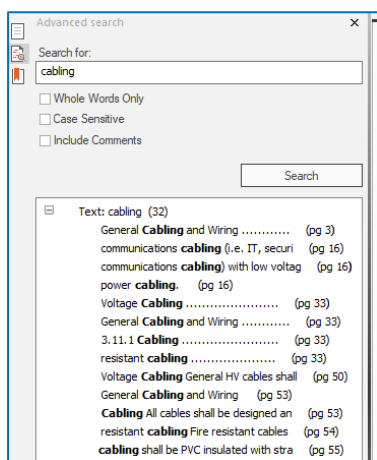 Advanced search
Search for:
cabling
Whole Words Only
Case Sensitive
Include Comments
Search
Text: cabling (32)
General Cabling and Wiring ............ (pg 3)
communications cabling (i.e. IT, securi (pg 16)
communications cabling) with low voltag (pg 16)
power cabling. (pg 16)
Voltage Cabling ....................... (pg 33)
General Cabling and Wiring ............ (pg 33)
3.11.1 Cabling ........................ (pg 33)
resistant cabling ..................... (pg 33)
Voltage Cabling General HV cables shall (pg 50)
General Cabling and Wiring (pg 53)
Cabling All cables shall be designed an (pg 53)
resistant cabling Fire resistant cables (pg 54)
cabling shall be PVC insulated with stra (pg 55)